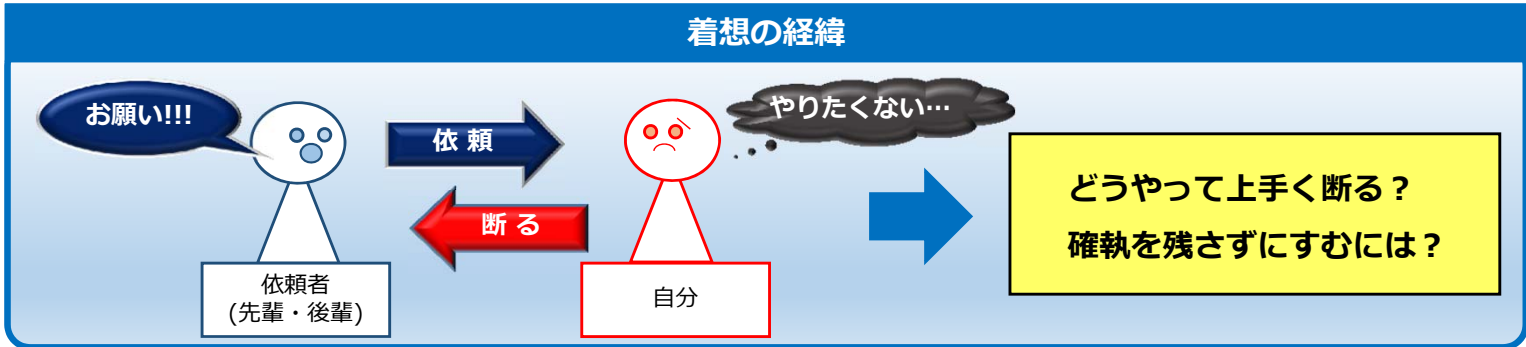 着想の経緯
お願い!!!
依頼
やりたくない…
断る
どうやって上手く断る？
確執を残さずにすむには？
依頼者
(先輩・後輩)
自分